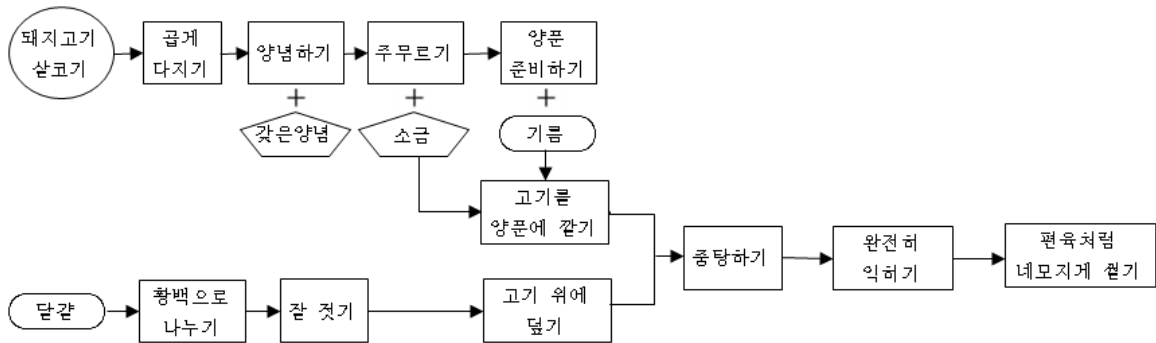 돼지고기
살코기
곱게
다지기
양념하기
주무르기
양푼
준비하기
+
+
+
갖은양념
소금
기름
고기를
양푼에 깔기
중탕하기
완전히
익히기
편육처럼
네모지게 썰기
달걀
황백으로
나누기
잘 젓기
고기 위에
덮기